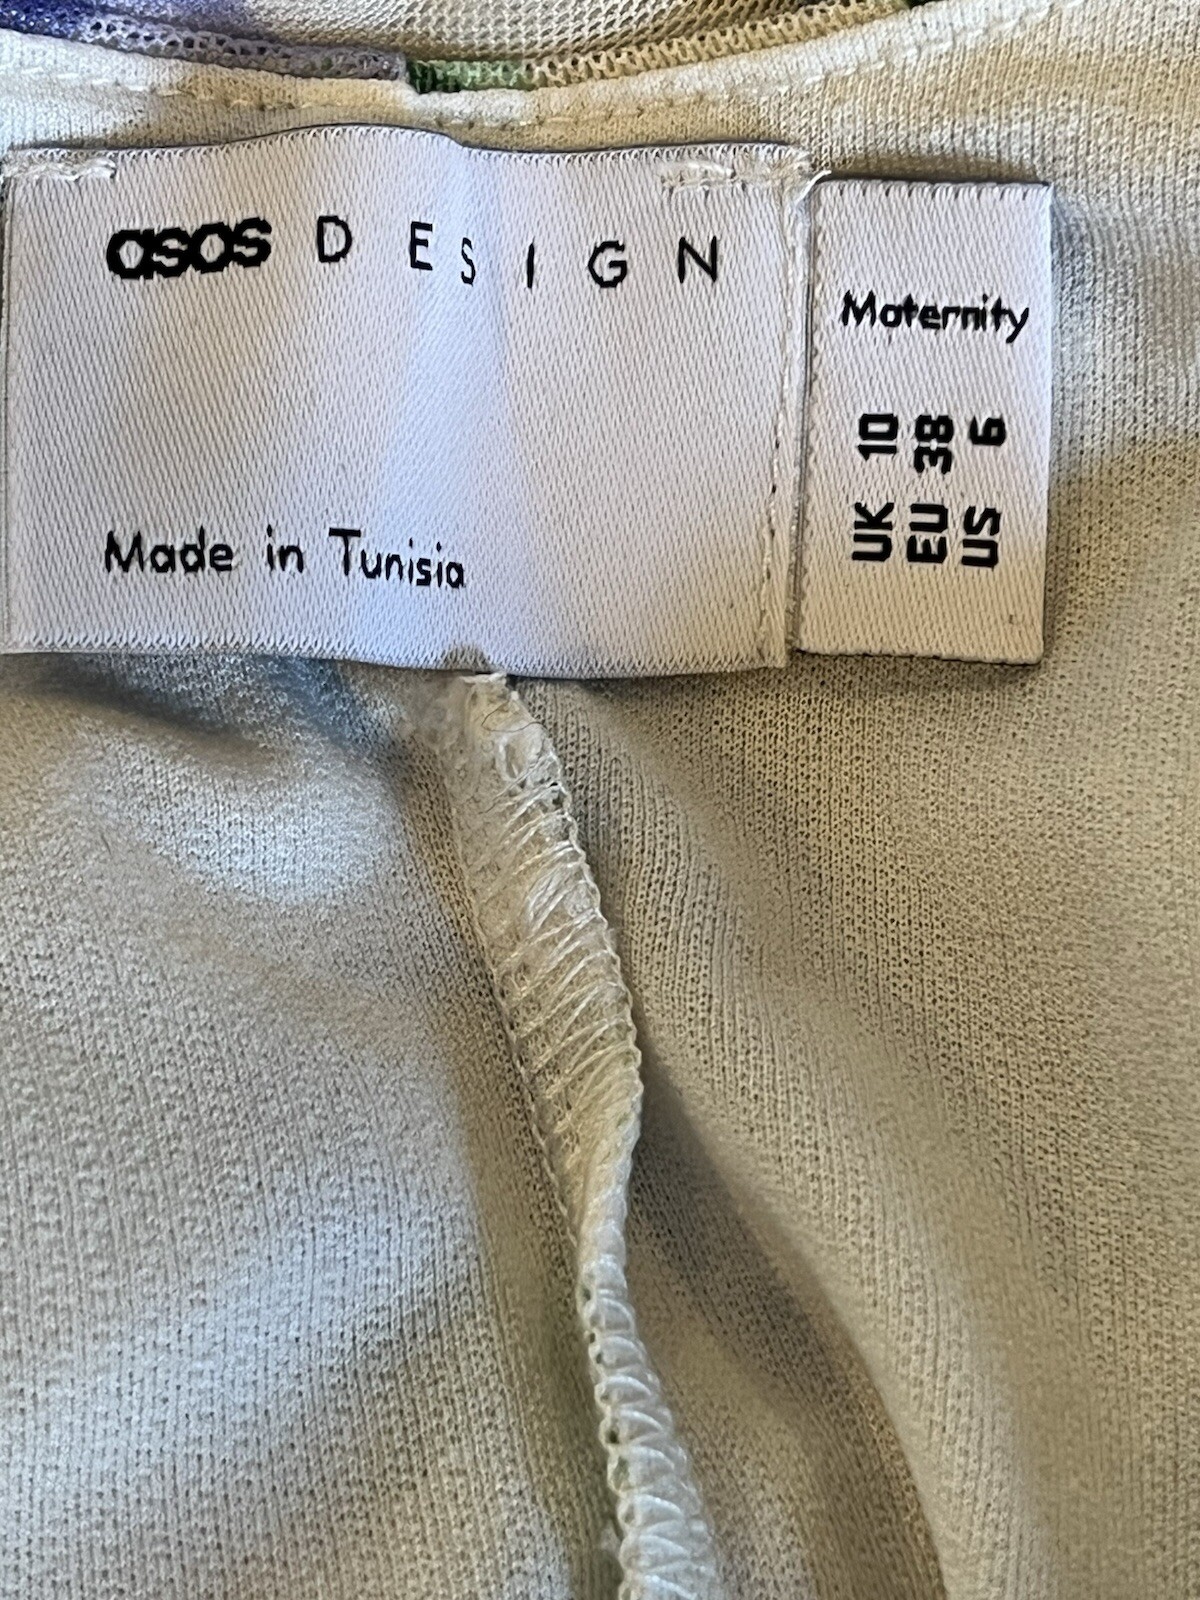 asos DESIGN
Made in Tunisia
Maternity
UK 10
EU 38
US 6